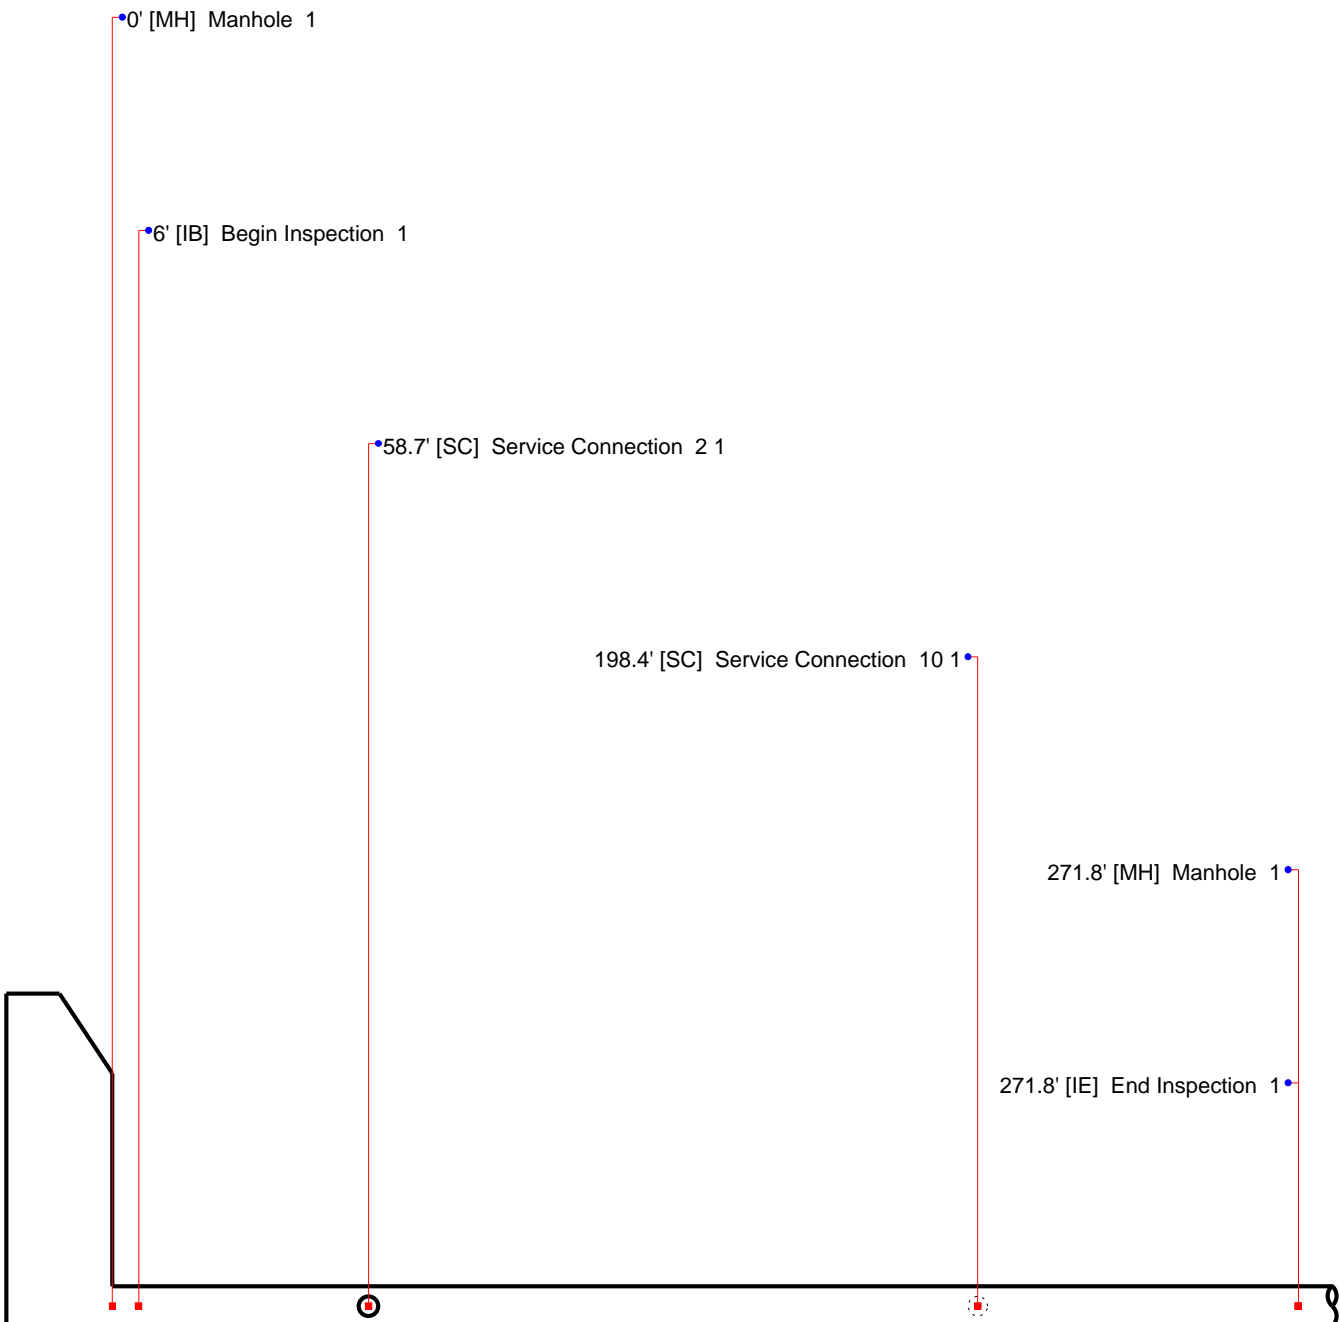 0' [MH]  Manhole  1
6' [IB]  Begin Inspection  1
58.7' [SC]  Service Connection  2 1
198.4' [SC]  Service Connection  10 1
271.8' [MH]  Manhole  1
271.8' [IE]  End Inspection  1